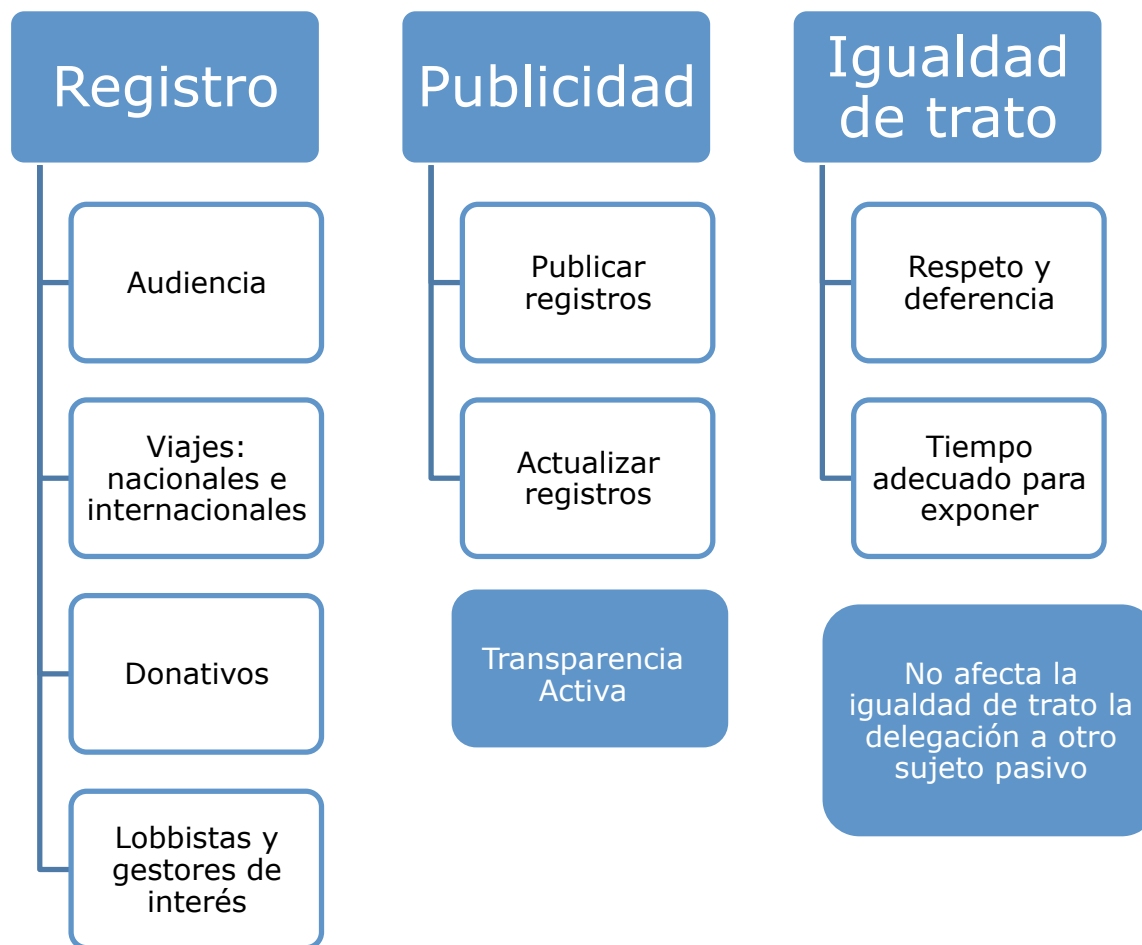 Registro
Audiencia
Viajes:
nacionales e
internacionales
Donativos
Lobbistas y
gestores de
interés
Publicidad
Publicar
registros
Actualizar
registros
Transparencia
Activa
Igualdad
de trato
Respeto y
deferencia
Tiempo
adecuado para
exponer
No afecta la
igualdad de trato la
delegación a otro
sujeto pasivo